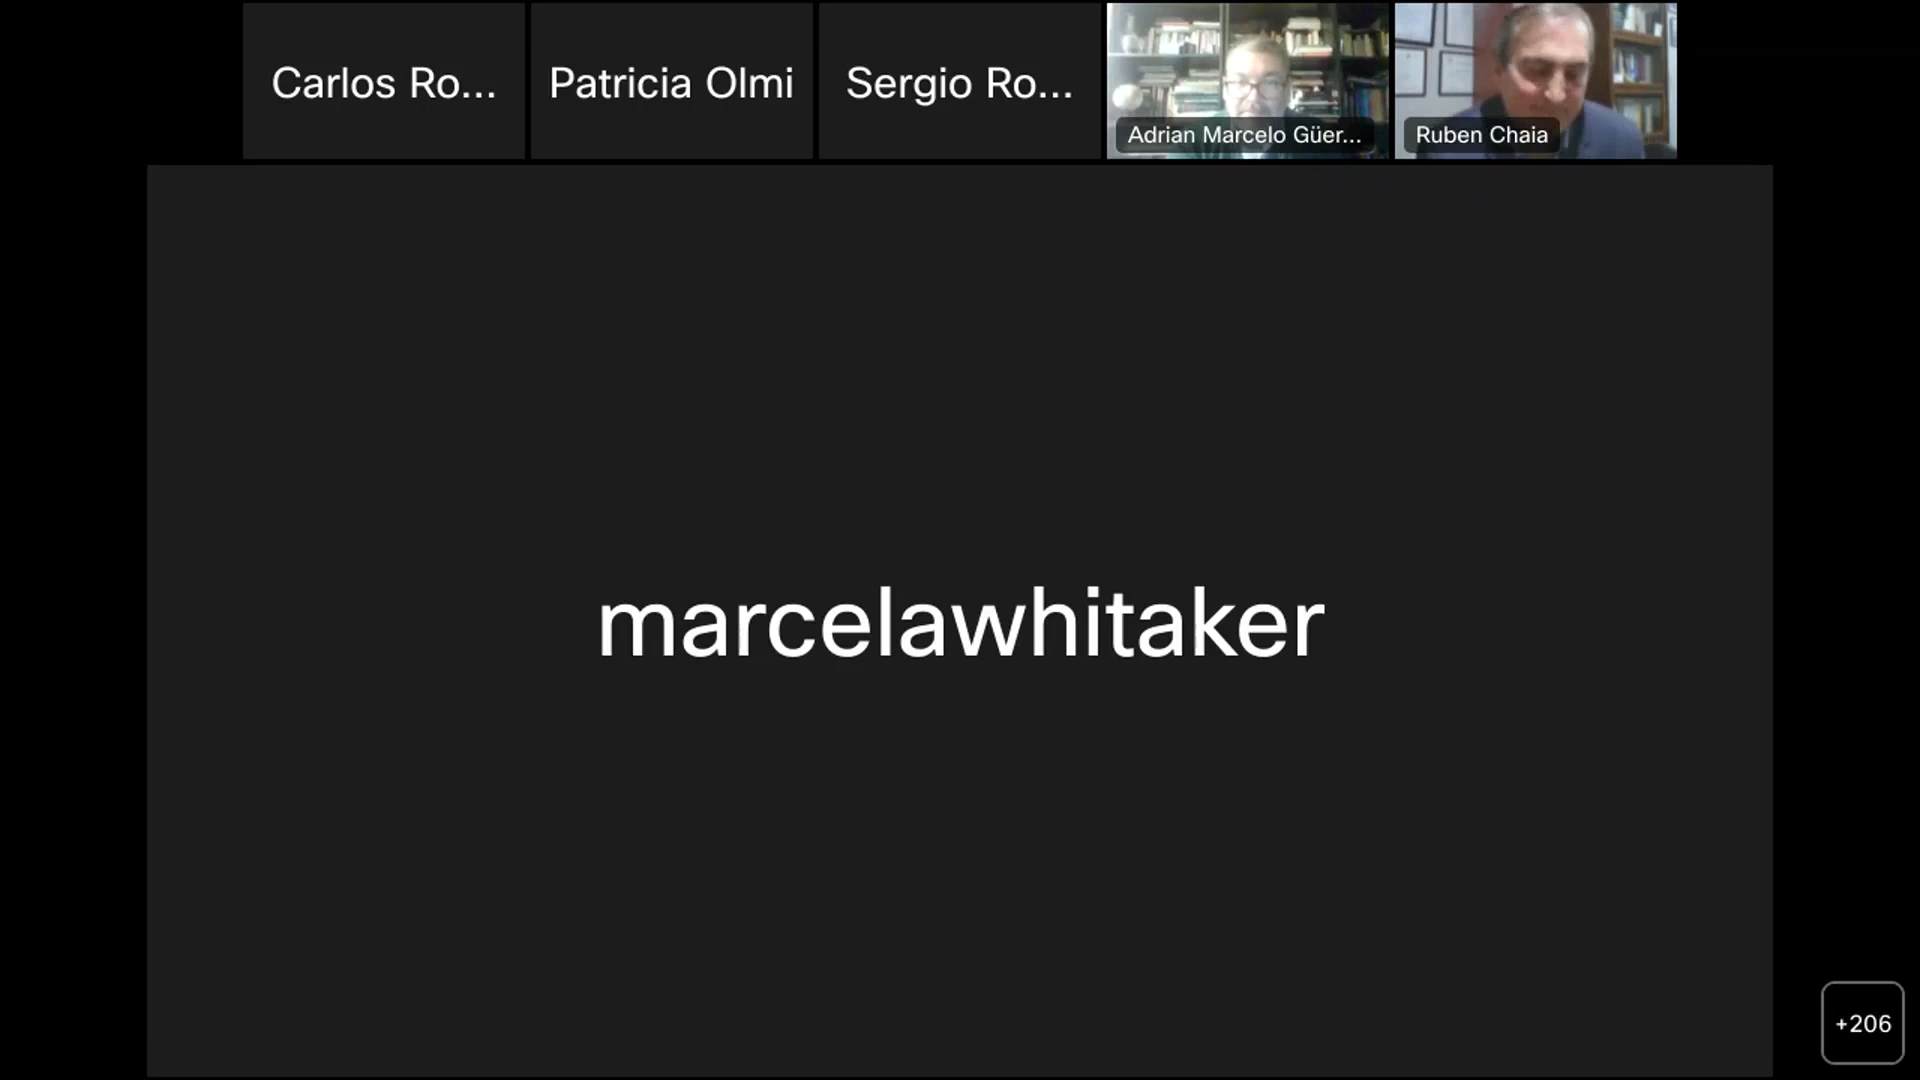 Carlos Ro...
Patricia Olmi
Sergio Ro...
Adrian Marcelo Güer...
Ruben Chaia
marcelawhitaker
+206